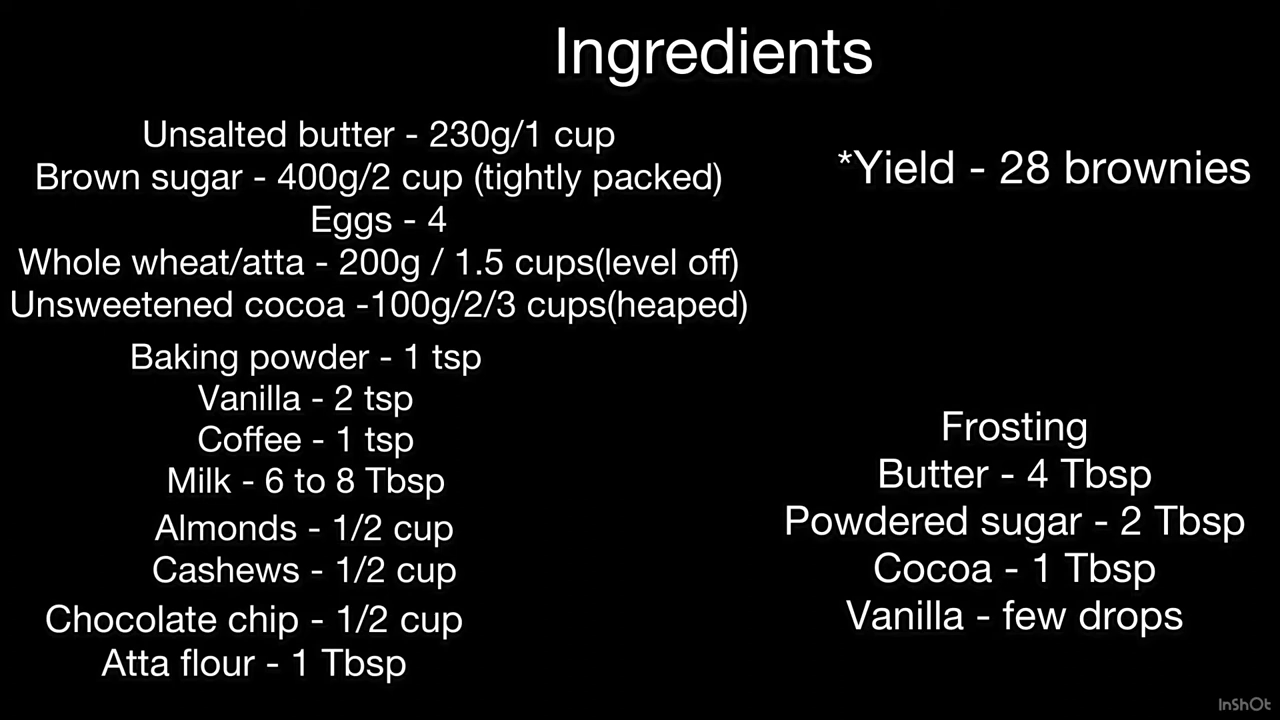 Ingredients
Unsalted butter - 230g/1 cup
Brown sugar - 400g/2 cup (tightly packed)
Eggs - 4
Whole wheat/atta - 200g / 1.5 cups(level off)
Unsweetened cocoa -100g/2/3 cups(heaped)
Baking powder - 1 tsp
Vanilla - 2 tsp
Coffee - 1 tsp
Milk - 6 to 8 Tbsp
Almonds - 1/2 cup
Cashews - 1/2 cup
Chocolate chip - 1/2 cup
Atta flour - 1 Tbsp
*Yield - 28 brownies
Frosting
Butter - 4 Tbsp
Powdered sugar - 2 Tbsp
Cocoa - 1 Tbsp
Vanilla - few drops
InShOt